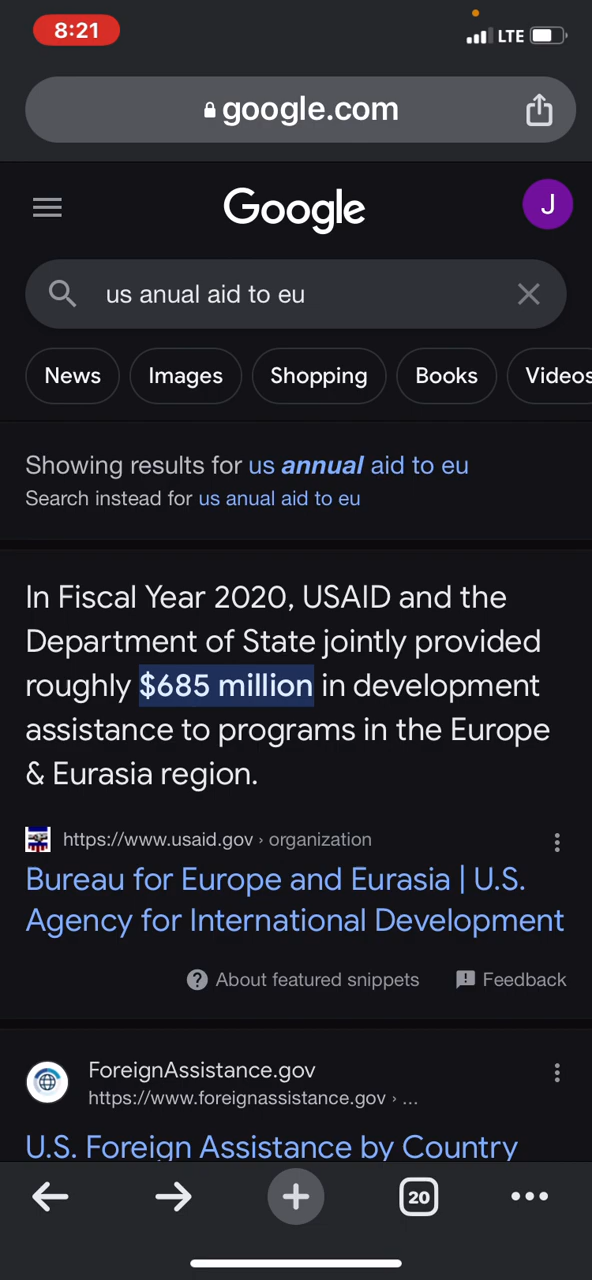 8:21
LTE
google.com
Google
J
us anual aid to eu
News Images Shopping Books Videos
Showing results for us annual aid to eu
Search instead for us anual aid to eu
In Fiscal Year 2020, USAID and the
Department of State jointly provided
roughly $685 million in development
assistance to programs in the Europe
& Eurasia region.
https://www.usaid.gov › organization
Bureau for Europe and Eurasia | U.S.
Agency for International Development
About featured snippets Feedback
ForeignAssistance.gov
https://www.foreignassistance.gov › ...
U.S. Foreign Assistance by Country
20